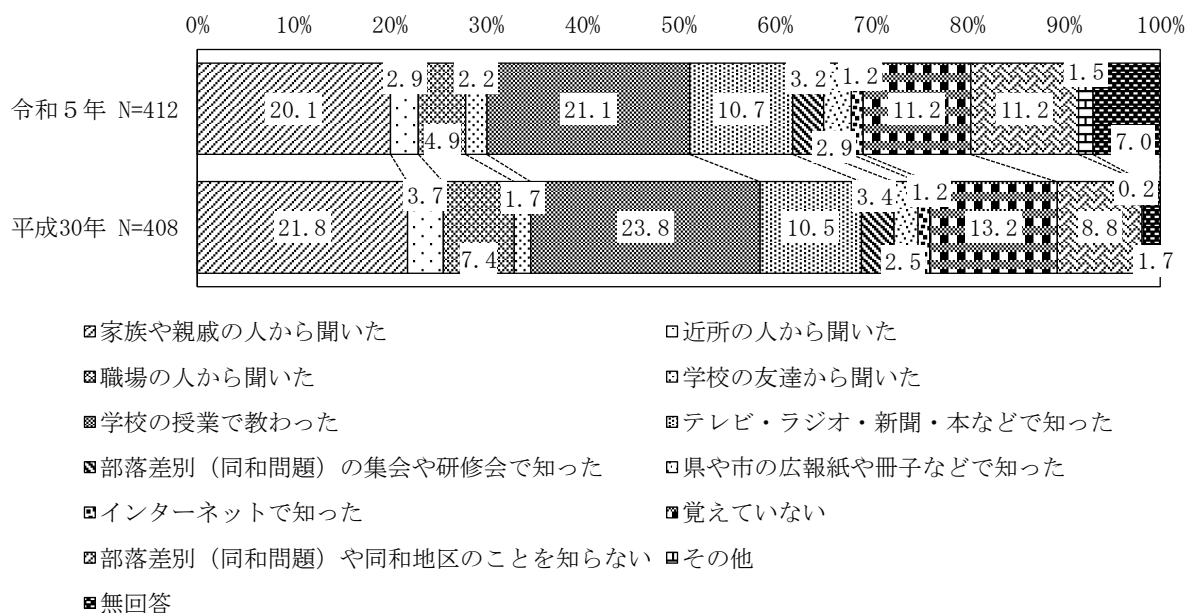 0% 10% 20% 30% 40% 50% 60% 70% 80% 90% 100%
令和５年 N=412
20.1 2.9 4.9 2.2 21.1 10.7 3.2 2.9 1.2 11.2 11.2 1.5 7.0
平成30年 N=408
21.8 3.7 7.4 1.7 23.8 10.5 3.4 2.5 1.2 13.2 8.8 0.2 1.7
家族や親戚の人から聞いた 近所の人から聞いた
職場の人から聞いた 学校の友達から聞いた
学校の授業で教わった テレビ・ラジオ・新聞・本などで知った
部落差別（同和問題）の集会や研修会で知った 県や市の広報紙や冊子などで知った
インターネットで知った 覚えていない
部落差別（同和問題）や同和地区のことを知らない その他
無回答